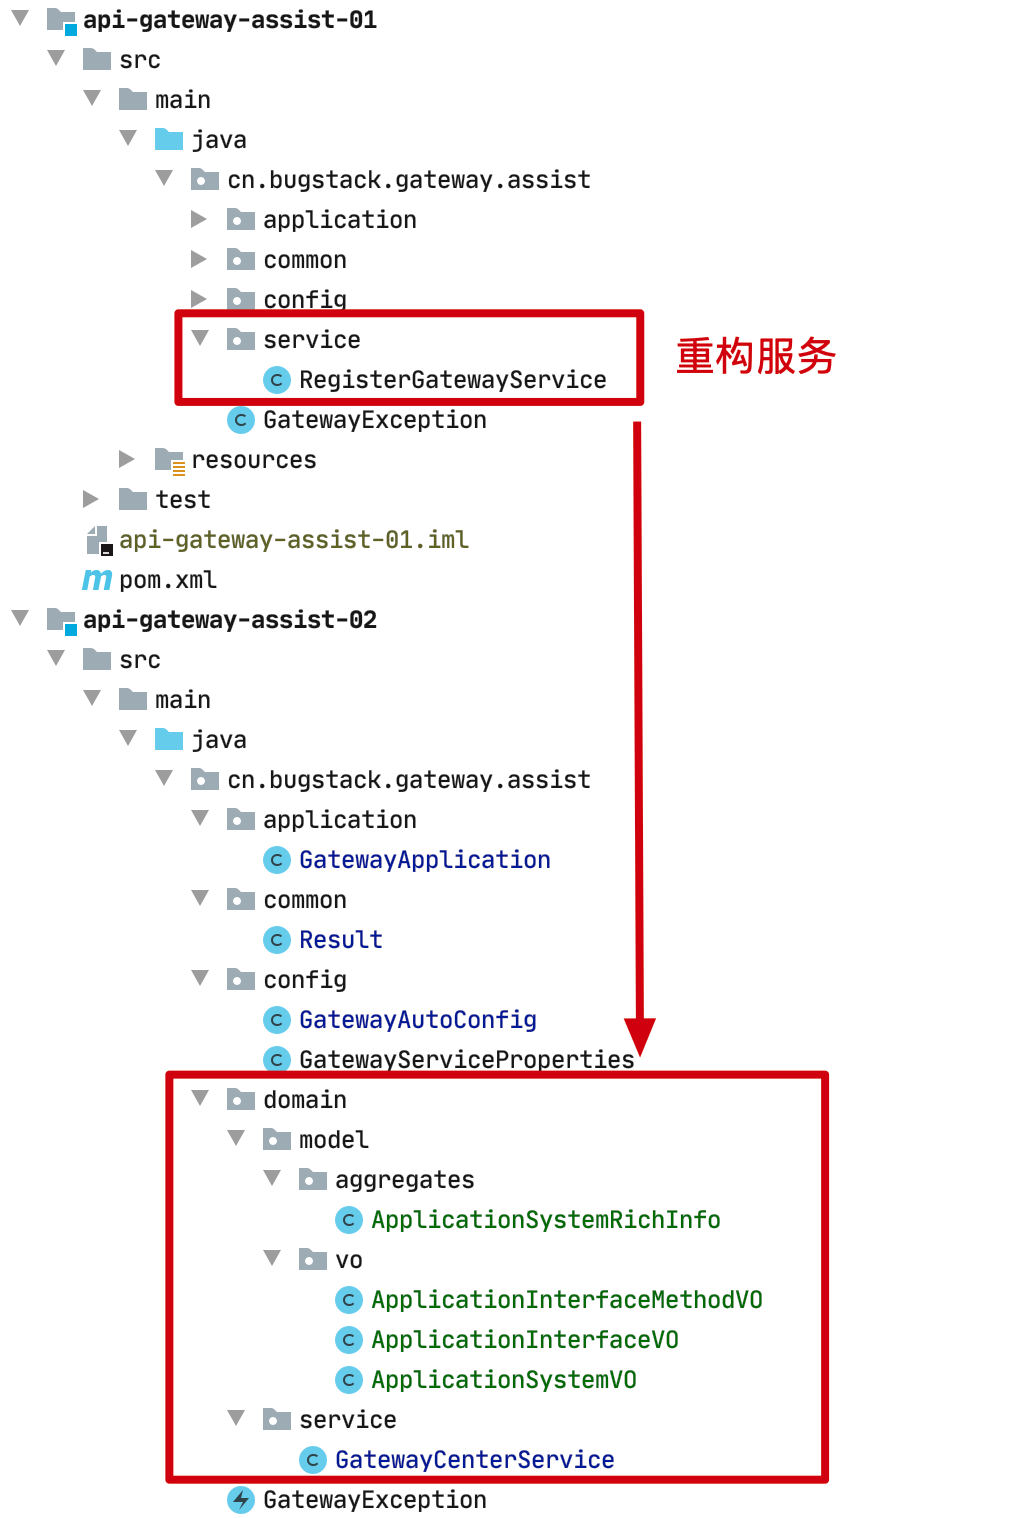 api-gateway-assist-01
src
main
java
cn.bugstack.gateway.assist
application
common
config
service
重构服务
RegisterGatewayService
GatewayException
resources
test
api-gateway-assist-01.iml
pom.xml
api-gateway-assist-02
src
main
java
cn.bugstack.gateway.assist
application
GatewayApplication
common
Result
config
GatewayAutoConfig
GatewayServiceProperties
domain
model
aggregates
ApplicationSystemRichInfo
vo
ApplicationInterfaceMethodVO
ApplicationInterfaceVO
ApplicationSystemVO
service
GatewayCenterService
GatewayException